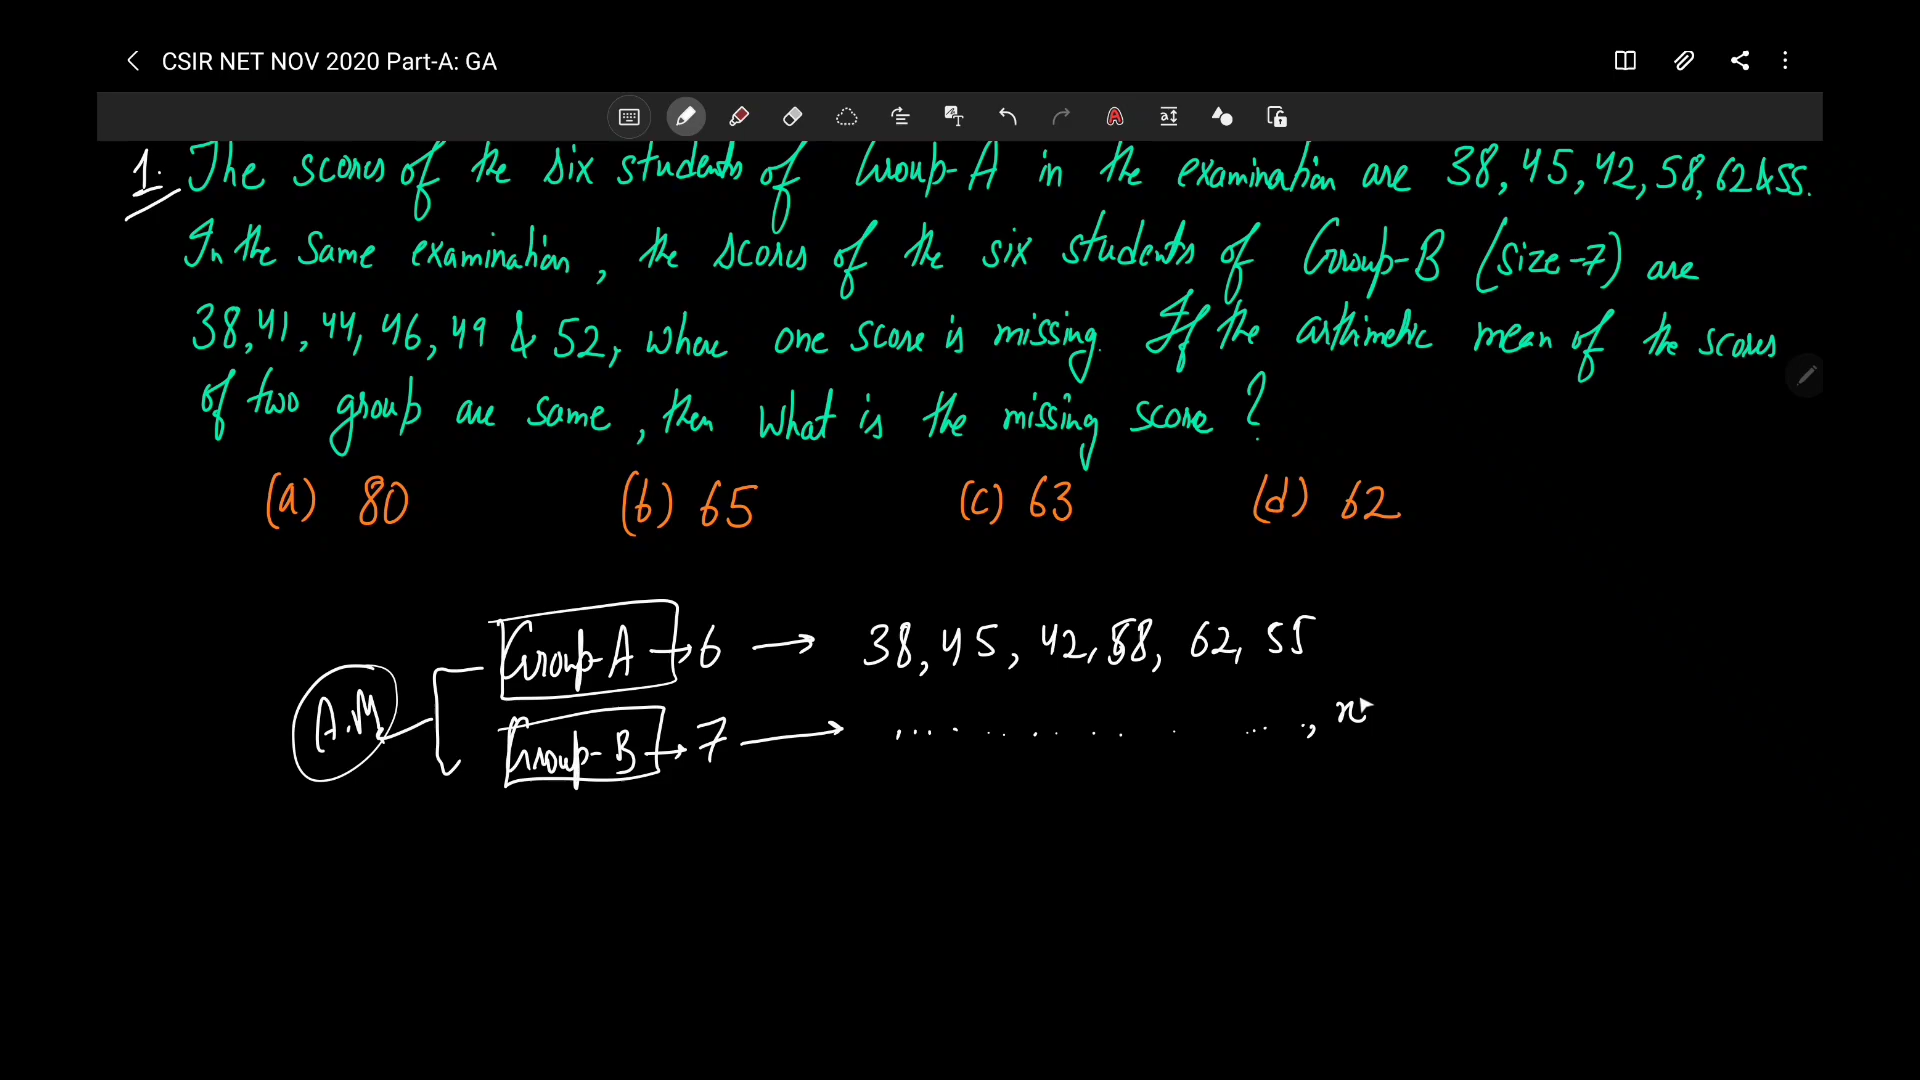 CSIR NET NOV 2020 Part-A: GA
1. The scores of the six students of Group-A in the examination are 38, 45, 42, 58, 62 & 55.
In the same examination, the scores of the six students of Group-B (size-7) are
38, 41, 44, 46, 49 & 52, where one score is missing. If the arthimetic mean of the scores
of two group are same, then what is the missing score?
(a) 80 (b) 65 (c) 63 (d) 62
Group-A → 6 → 38, 45, 42, 58, 62, 55
A.M
Group-B → 7 → , ... . .. . . . . . .. ., x